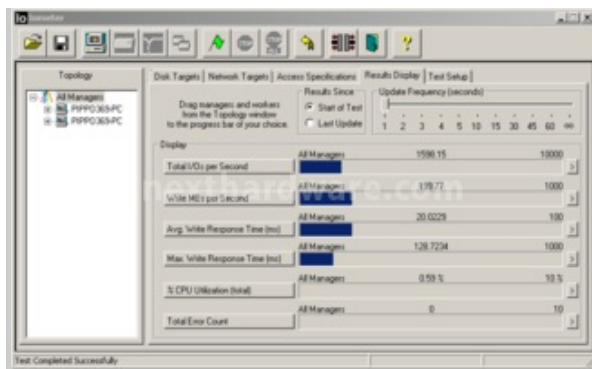 Iometer
Topology
All Managers
PIPPO369-PC
PIPPO369-PC
Disk Targets
Network Targets
Access Specifications
Results Display
Test Setup
Drag managers and workers
from the Topology window
to the progress bar of your choice.
Results Since
Start of Test
Last Update
Update Frequency (seconds)
1 2 3 4 5 10 15 30 45 60 ∞
Display
All Managers 1598.15 10000
Total I/Os per Second
All Managers 1000
Write MBs per Second
nexthardware.com
All Managers 20.0229 100
Avg. Write Response Time (ms)
All Managers 128.7234 1000
Max. Write Response Time (ms)
All Managers 0.59 % 10 %
% CPU Utilization (total)
All Managers 0 10
Total Error Count
Test Completed Successfully